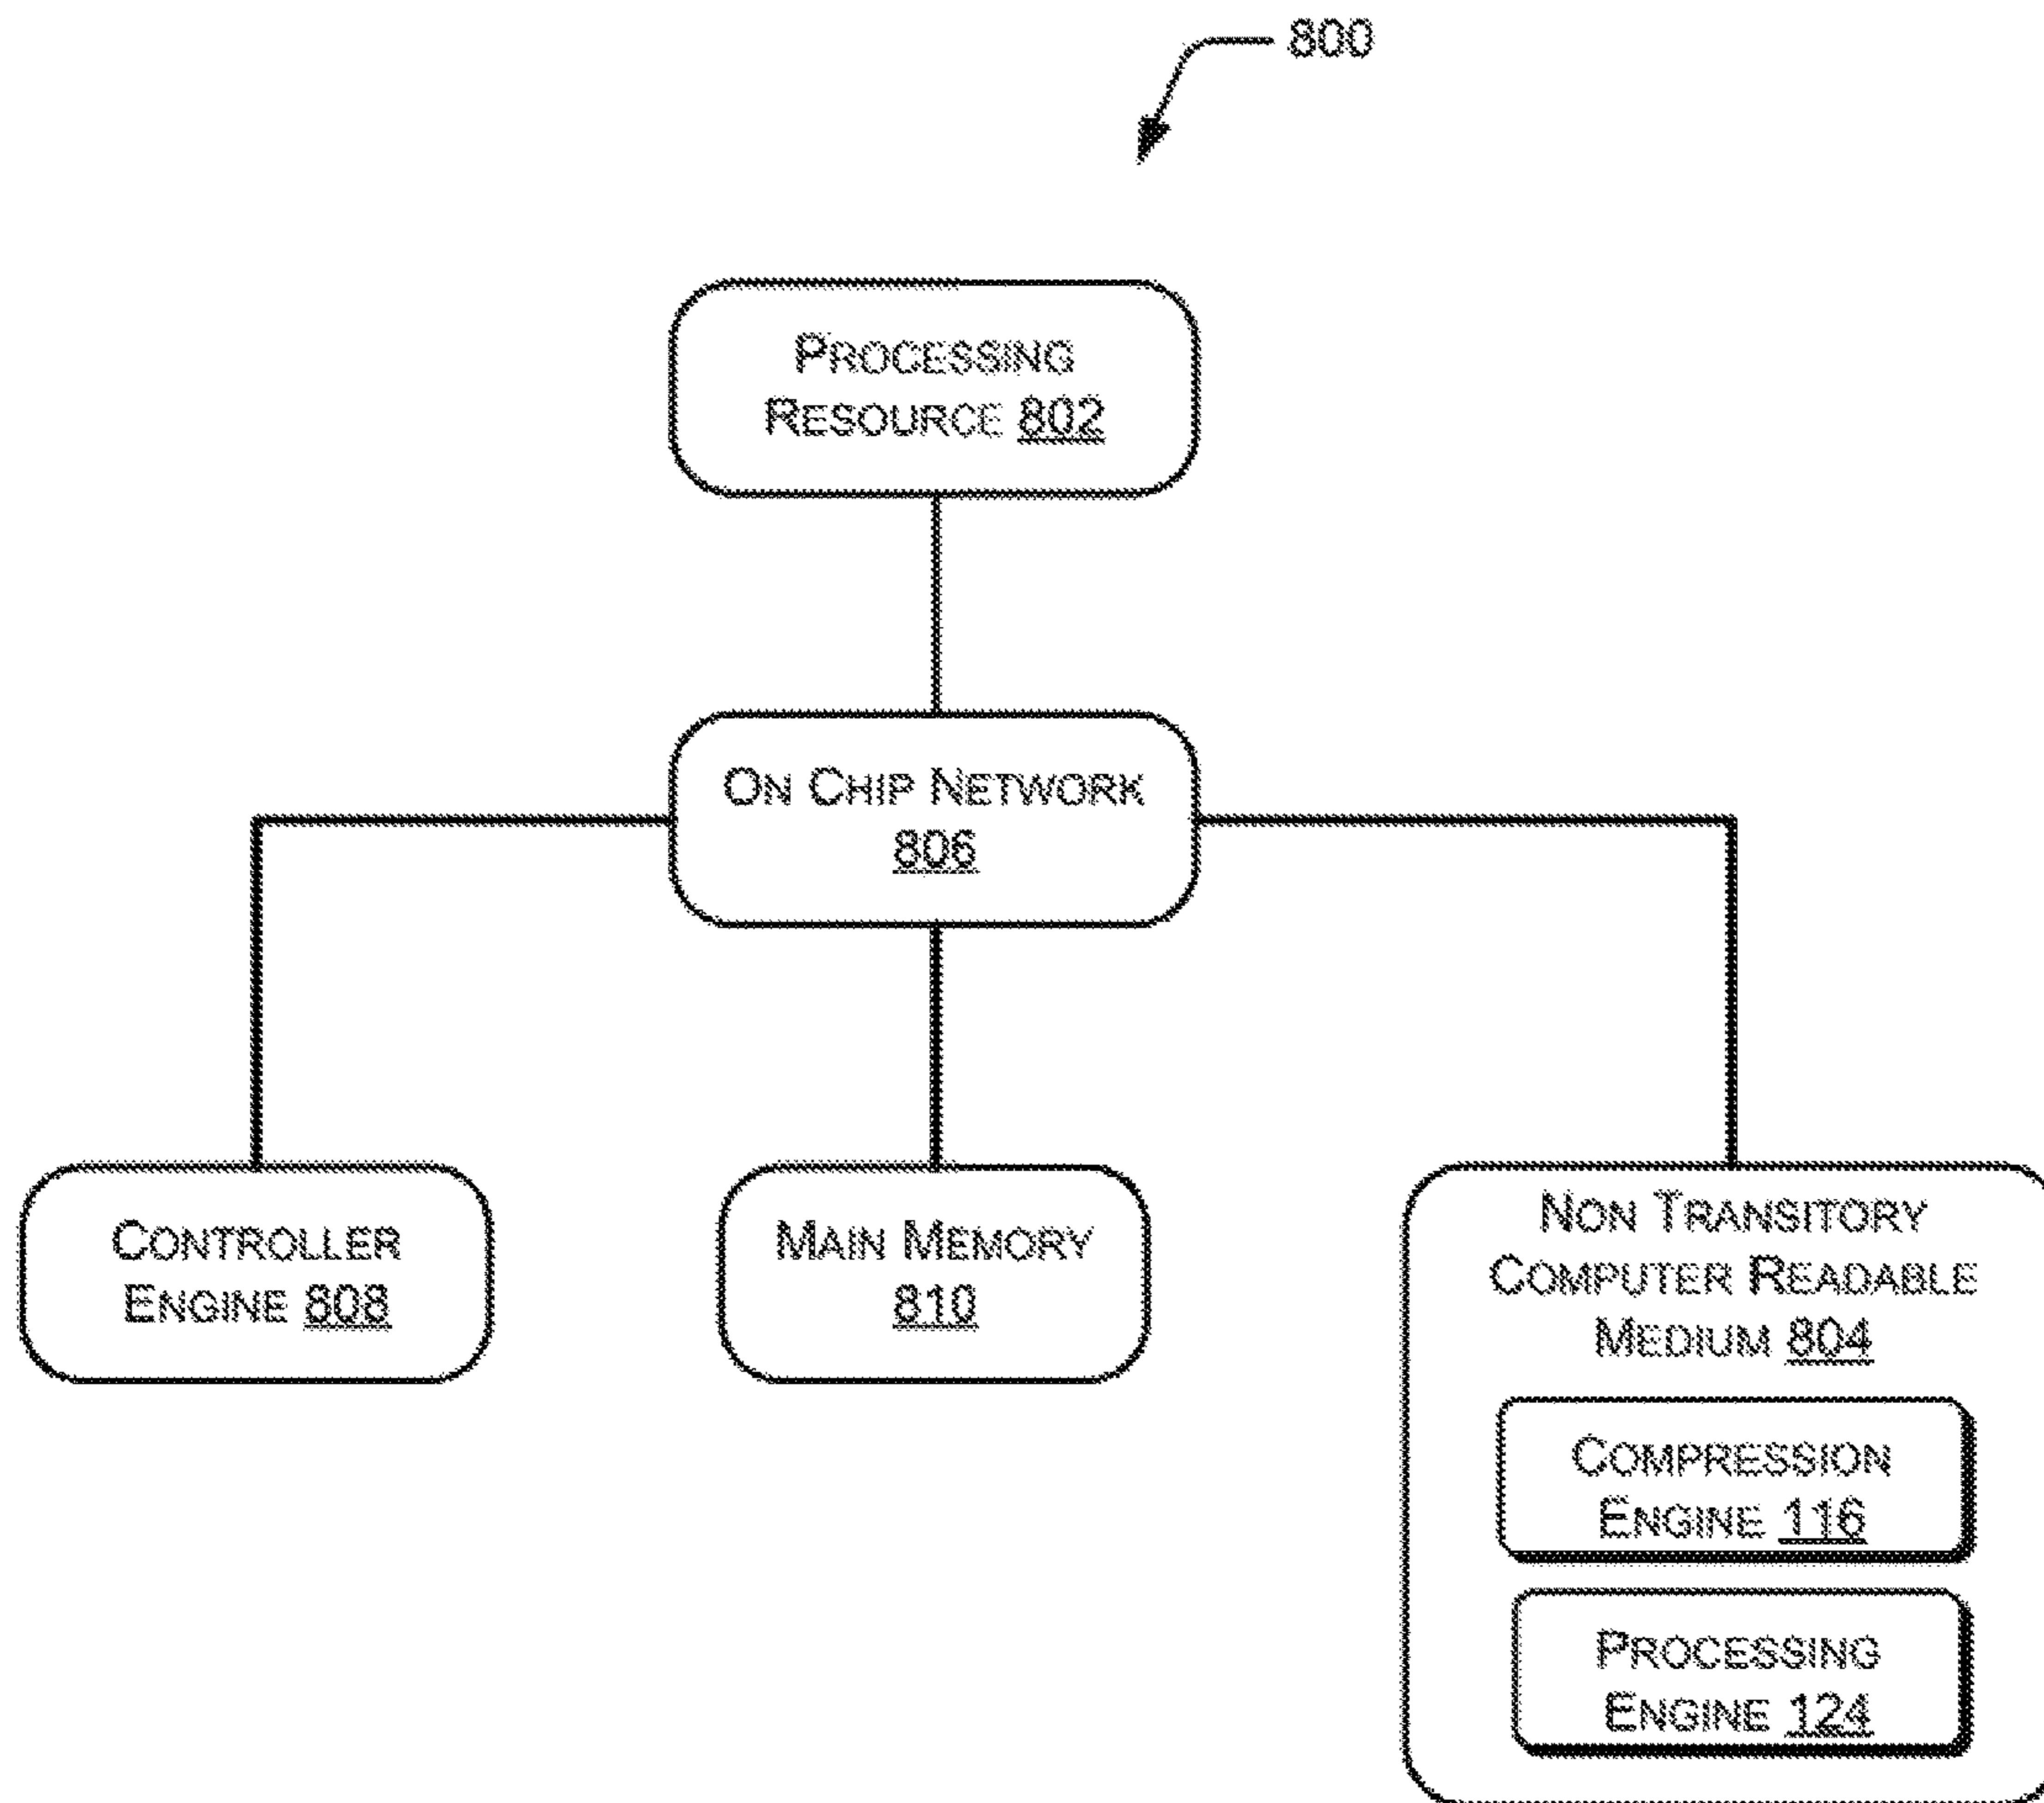 800
PROCESSING
RESOURCE 802
ON CHIP NETWORK
806
CONTROLLER
ENGINE 808
MAIN MEMORY
810
NON TRANSITORY
COMPUTER READABLE
MEDIUM 804
COMPRESSION
ENGINE 116
PROCESSING
ENGINE 124